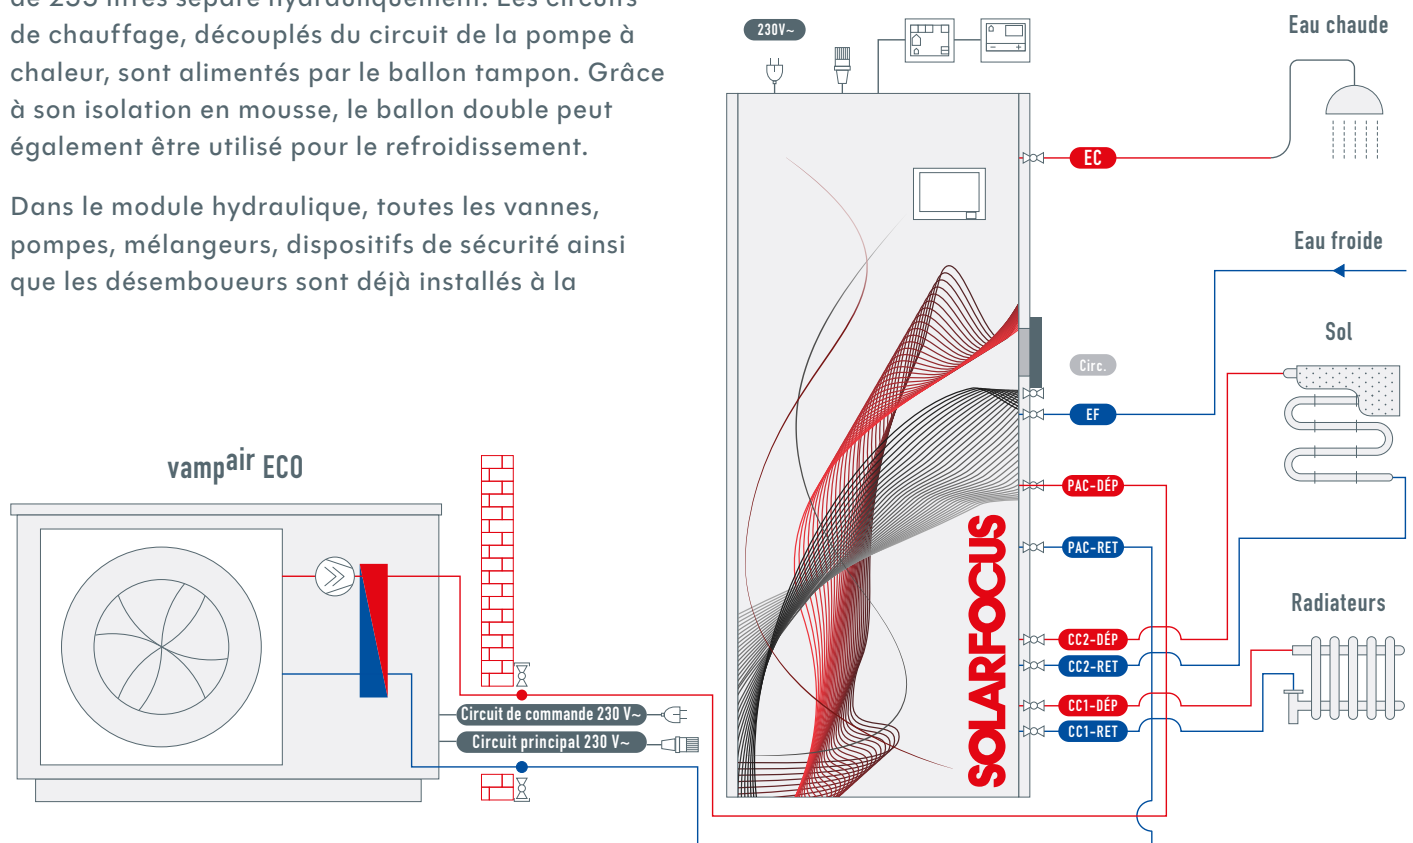 de 255 litres séparé hydrauliquement. Les circuits
de chauffage, découplés du circuit de la pompe à
chaleur, sont alimentés par le ballon tampon. Grâce
à son isolation en mousse, le ballon double peut
également être utilisé pour le refroidissement.
Dans le module hydraulique, toutes les vannes,
pompes, mélangeurs, dispositifs de sécurité ainsi
que les désemboueurs sont déjà installés à la
vampair ECO
Circuit de commande 230 V~
Circuit principal 230 V~
230V~
SOLARFOCUS
EC
Circ.
EF
PAC-DÉP
PAC-RET
CC2-DÉP
CC2-RET
CC1-DÉP
CC1-RET
Eau chaude
Eau froide
Sol
Radiateurs